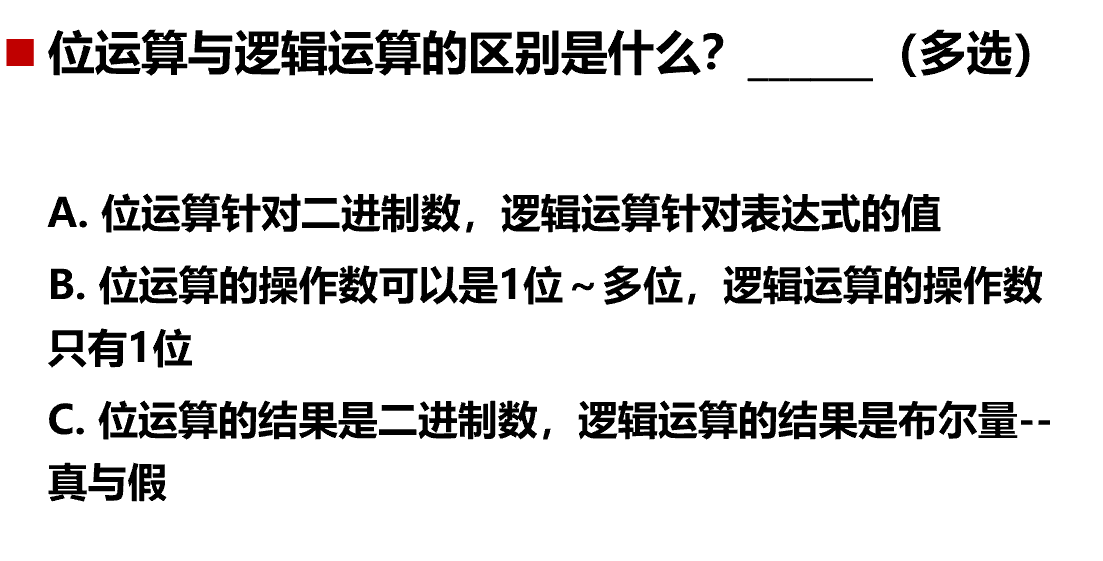 位运算与逻辑运算的区别是什么？______（多选）
A. 位运算针对二进制数，逻辑运算针对表达式的值
B. 位运算的操作数可以是1位～多位，逻辑运算的操作数
只有1位
C. 位运算的结果是二进制数，逻辑运算的结果是布尔量--
真与假